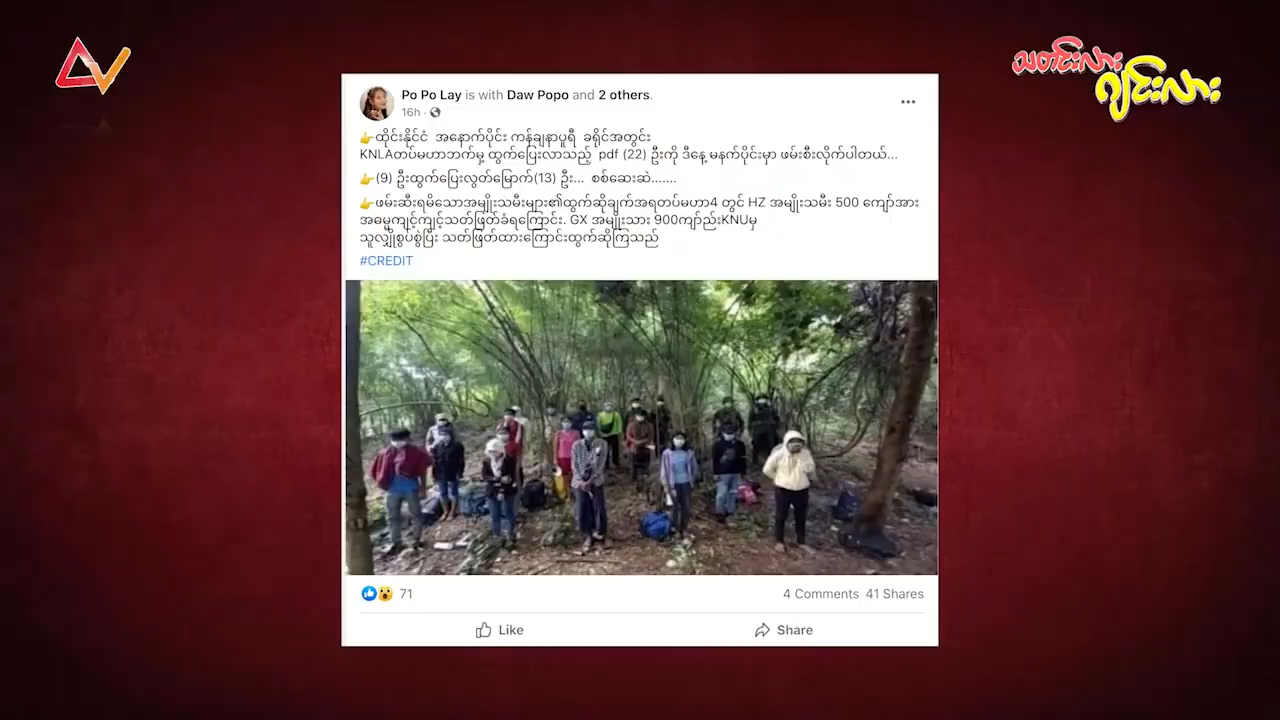 သတင်းလား
ဂျင်းလား
Po Po Lay is with Daw Popo and 2 others.
16h ·
👉ထိုင်းနိုင်ငံ အနောက်ပိုင်း ကန်ချနာပူရီ ခရိုင်အတွင်း
KNLAတပ်မဟာဘက်မှ ထွက်ပြေးလာသည့် pdf (22) ဦးကို ဒီနေ့ မနက်ပိုင်းမှာ ဖမ်းစီးလိုက်ပါတယ်...
👉(9) ဦးထွက်ပြေးလွတ်မြောက်(13) ဦး... စစ်ဆေးဆဲ.......
👉ဖမ်းဆီးရမိသောအမျိုးသမီးများ၏ထွက်ဆိုချက်အရတပ်မဟာ4 တွင် HZ အမျိုးသမီး 500 ကျော်အား
အဓမ္မကျင့်ကျင့်သတ်ဖြတ်ခံရကြောင်း. GX အမျိုးသား 900ကျာ်ည်းKNUမှ
သူလျှိုစွပ်စွဲပြီး သတ်ဖြတ်ထားကြောင်းထွက်ဆိုကြသည်
#CREDIT
71
4 Comments 41 Shares
Like
Share